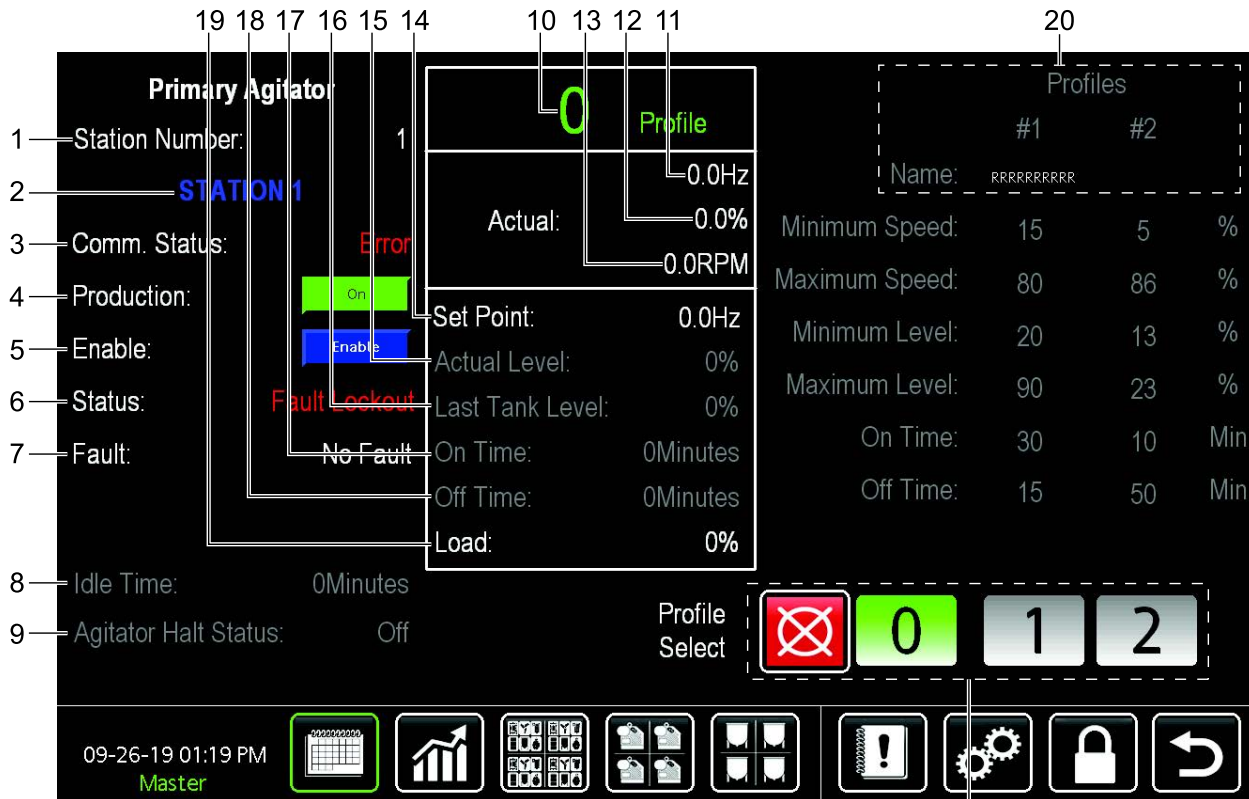 19 18 17 16 15 14 10 13 12 11 20
Primary Agitator
1 Station Number: 1
2 STATION 1
3 Comm. Status: Error
4 Production: On
5 Enable: Enable
6 Status: Fault Lockout
7 Fault: No Fault
8 Idle Time: 0Minutes
9 Agitator Halt Status: Off
0 Profile
Actual:
0.0Hz
0.0%
0.0RPM
Set Point: 0.0Hz
Actual Level: 0%
Last Tank Level: 0%
On Time: 0Minutes
Off Time: 0Minutes
Load: 0%
Profiles
#1 #2
Name: RRRRRRRRRR
Minimum Speed: 15 5 %
Maximum Speed: 80 86 %
Minimum Level: 20 13 %
Maximum Level: 90 23 %
On Time: 30 10 Min
Off Time: 15 50 Min
Profile
Select
0 1 2
09-26-19 01:19 PM
Master
!